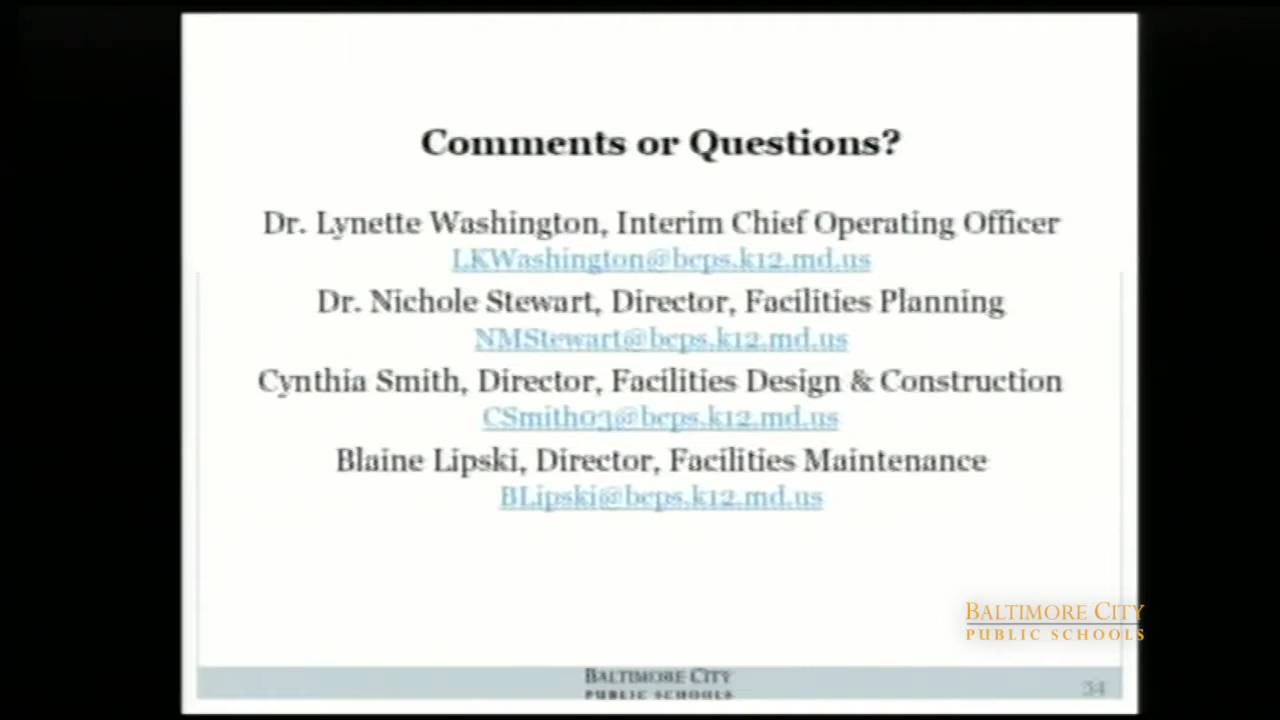 Comments or Questions?
Dr. Lynette Washington, Interim Chief Operating Officer
LKWashington@bcps.k12.md.us
Dr. Nichole Stewart, Director, Facilities Planning
NMStewart@bcps.k12.md.us
Cynthia Smith, Director, Facilities Design & Construction
CSmith03@bcps.k12.md.us
Blaine Lipski, Director, Facilities Maintenance
BLipski@bcps.k12.md.us
BALTIMORE CITY
PUBLIC SCHOOLS
BALTIMORE CITY
PUBLIC SCHOOLS
34